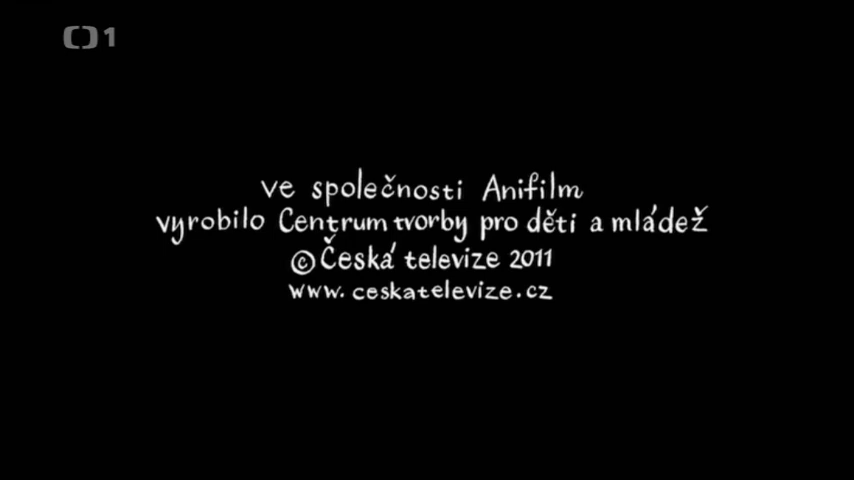 ČT1
ve společnosti Anifilm
vyrobilo Centrum tvorby pro děti a mládež
© Česká televize 2011
www.ceskatelevize.cz